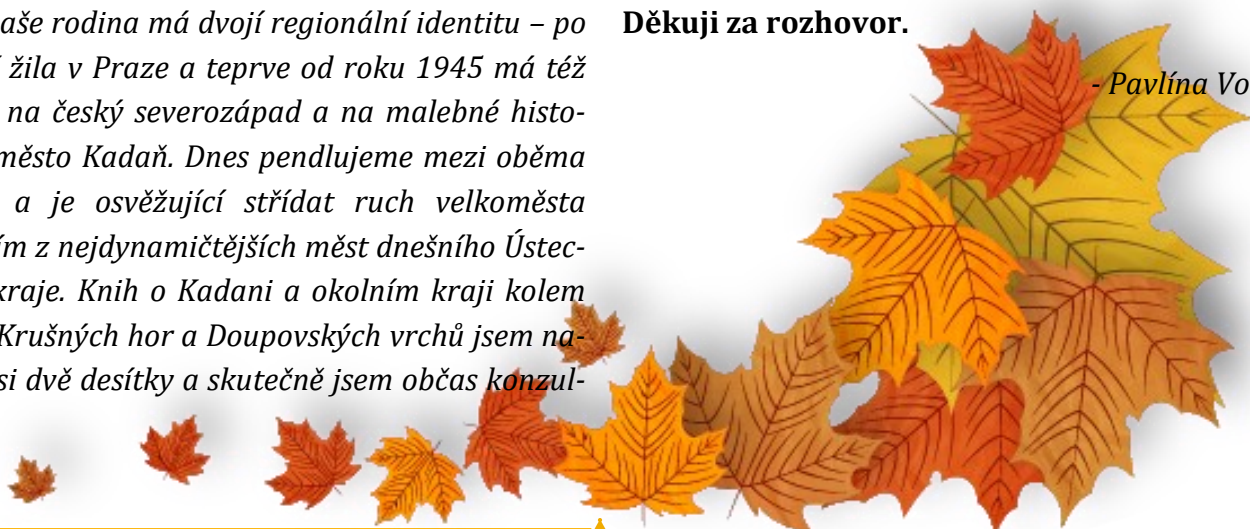 aše rodina má dvojí regionální identitu – po
žila v Praze a teprve od roku 1945 má též
na český severozápad a na malebné histo-
město Kadaň. Dnes pendlujeme mezi oběma
a je osvěžující střídat ruch velkoměsta
ím z nejdynamičtějších měst dnešního Ústec-
kraje. Knih o Kadani a okolním kraji kolem
Krušných hor a Doupovských vrchů jsem na-
si dvě desítky a skutečně jsem občas konzul-
Děkuji za rozhovor.
- Pavlína Vo